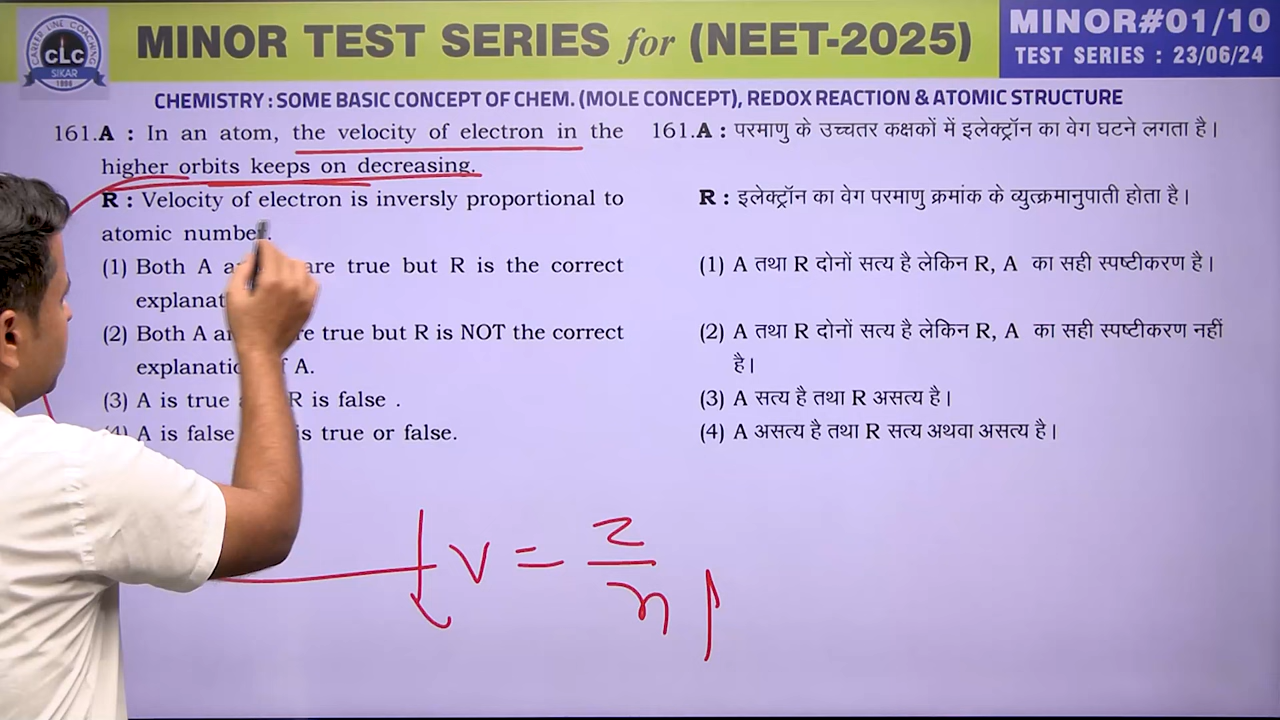 CAREER LINE COACHING
CLC
SIKAR
1996
MINOR TEST SERIES for (NEET-2025)
MINOR#01/10
TEST SERIES : 23/06/24
CHEMISTRY : SOME BASIC CONCEPT OF CHEM. (MOLE CONCEPT), REDOX REACTION & ATOMIC STRUCTURE
161.A : In an atom, the velocity of electron in the
higher orbits keeps on decreasing.
R : Velocity of electron is inversly proportional to
atomic number.
(1) Both A are true but R is the correct
(2) Both A are true but R is NOT the correct
of A.
(3) A is true R is false .
(4) A is false is true or false.
161.A : परमाणु के उच्चतर कक्षकों में इलेक्ट्रॉन का वेग घटने लगता है।
R : इलेक्ट्रॉन का वेग परमाणु क्रमांक के व्युत्क्रमानुपाती होता है।
(1) A तथा R दोनों सत्य है लेकिन R, A का सही स्पष्टीकरण है।
(2) A तथा R दोनों सत्य है लेकिन R, A का सही स्पष्टीकरण नहीं
है।
(3) A सत्य है तथा R असत्य है।
(4) A असत्य है तथा R सत्य अथवा असत्य है।
v = z
n